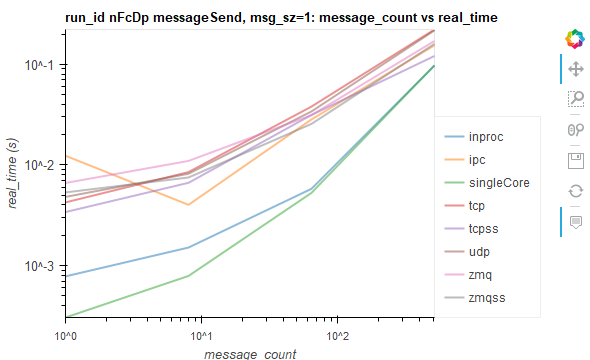 run_id nFcDp messageSend, msg_sz=1: message_count vs real_time
real_time (s)
10^-1
10^-2
10^-3
10^0
10^1
10^2
message_count
inproc
ipc
singleCore
tcp
tcpss
udp
zmq
zmqss